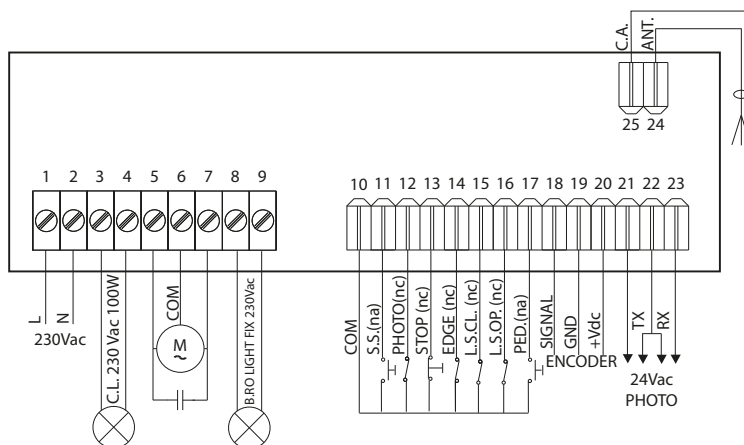 C.A.
ANT.
25 24
1 2 3 4 5 6 7 8 9
10 11 12 13 14 15 16 17 18 19 20 21 22 23
L
N
230Vac
C.L. 230 Vac 100W
COM
M
~
B.RO LIGHT FIX 230Vac
COM
S.S.(na)
PHOTO(nc)
STOP (nc)
EDGE (nc)
L.S.CL. (nc)
L.S.OP. (nc)
PED.(na)
SIGNAL
GND
+Vdc
ENCODER
TX
RX
24Vac
PHOTO